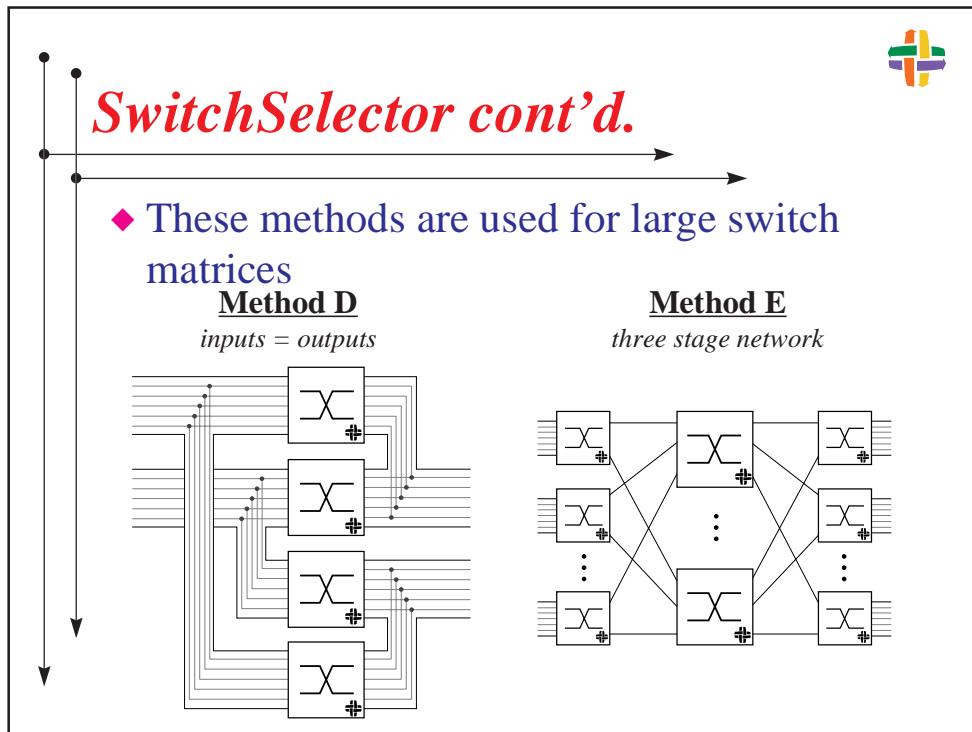 SwitchSelector cont’d.
These methods are used for large switch
matrices
Method D
inputs = outputs
Method E
three stage network